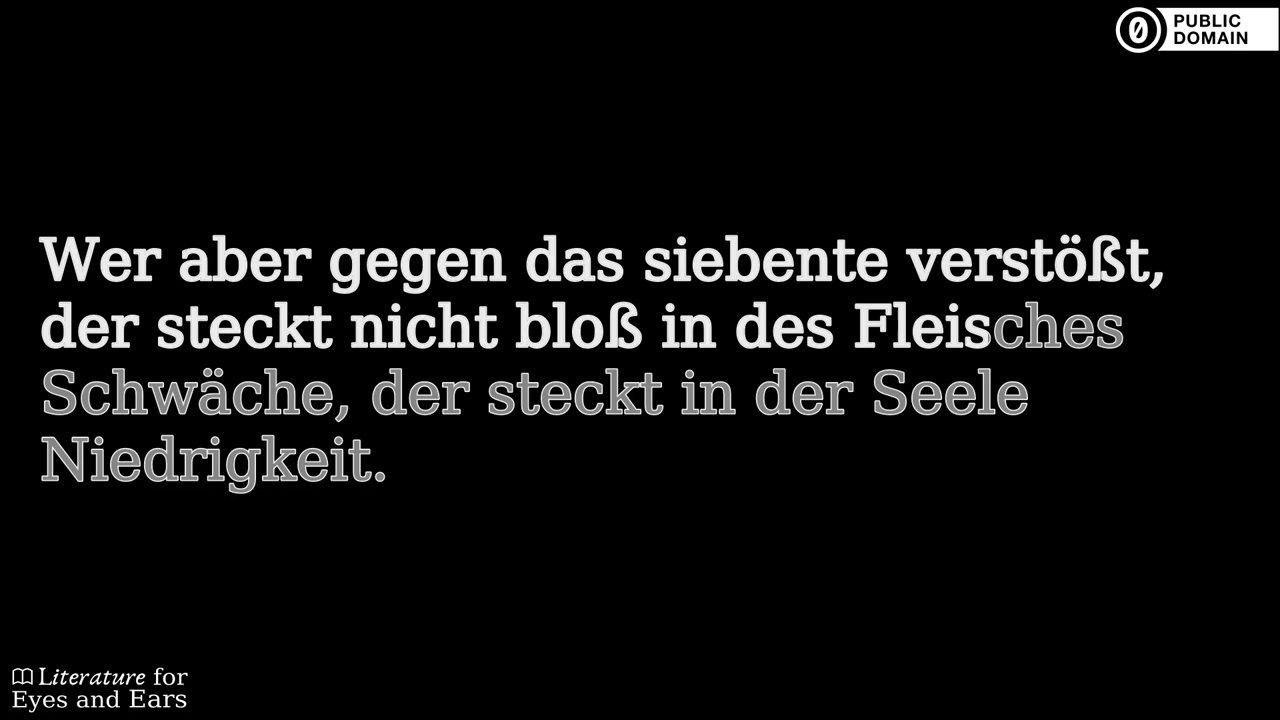 PUBLIC
DOMAIN
Wer aber gegen das siebente verstößt,
der steckt nicht bloß in des Fleisches
Schwäche, der steckt in der Seele
Niedrigkeit.
Literature for
Eyes and Ears